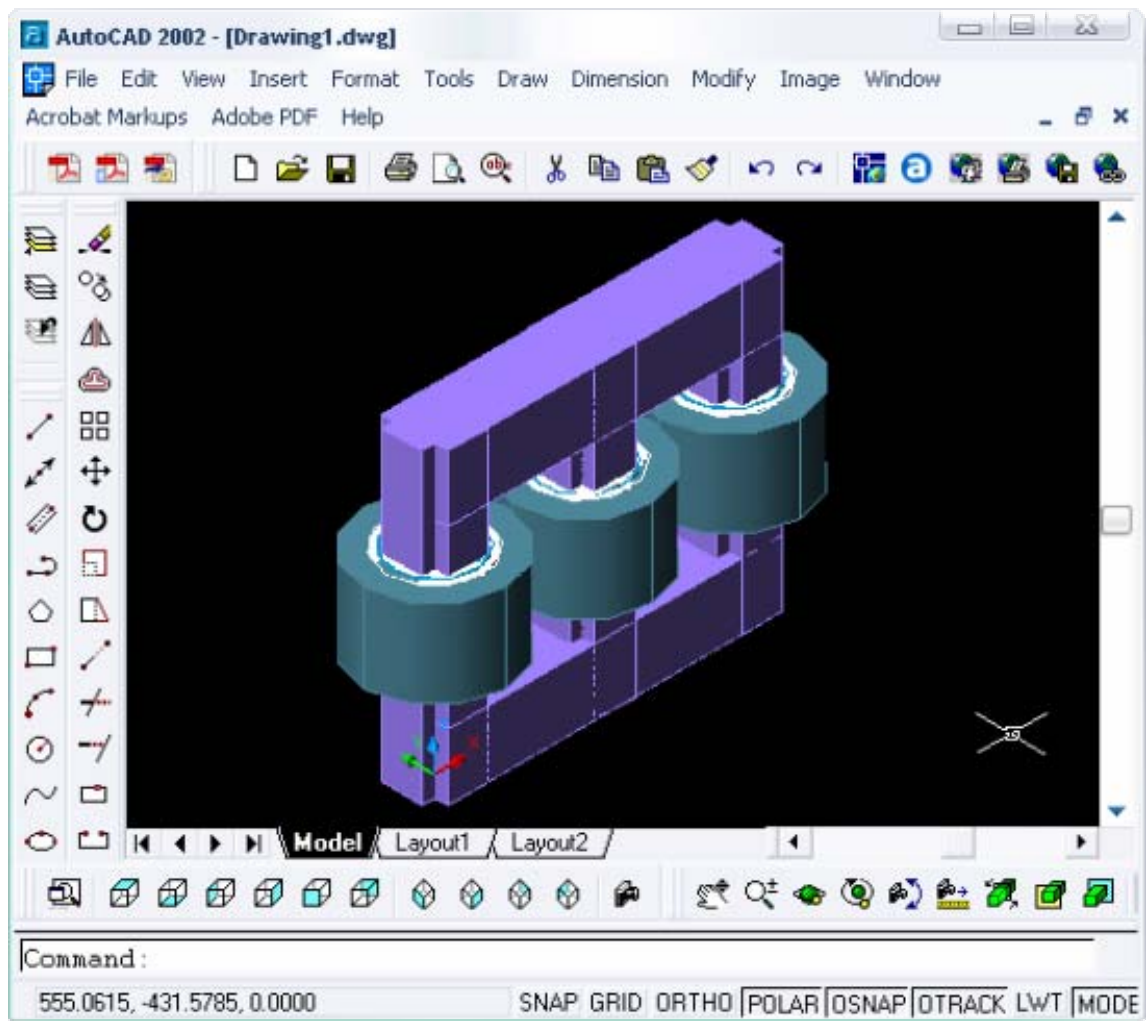 AutoCAD 2002 - [Drawing1.dwg]
File Edit View Insert Format Tools Draw Dimension Modify Image Window
Acrobat Markups Adobe PDF Help
Model Layout1 Layout2
Command:
555.0615, -431.5785, 0.0000 SNAP GRID ORTHO POLAR OSNAP OTRACK LWT MODE